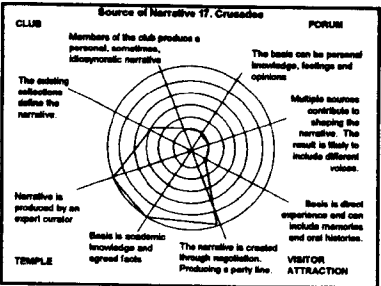 Source of Narrative 17. Crusades
CLUB
FORUM
Members of the club produce a
personal, sometimes,
idiosyncratic narrative
The basis can be personal
knowledge, feelings and
opinions
The existing
collections
define the
narrative.
Multiple sources
contribute to
shaping the
narrative. The
result is likely to
include different
voices.
Narrative is
produced by an
expert curator
Basis is direct
experience and can
include memories
and oral histories.
Basis is academic
knowledge and
agreed facts
The narrative is created
through negotiation.
Producing a party line.
TEMPLE
VISITOR
ATTRACTION